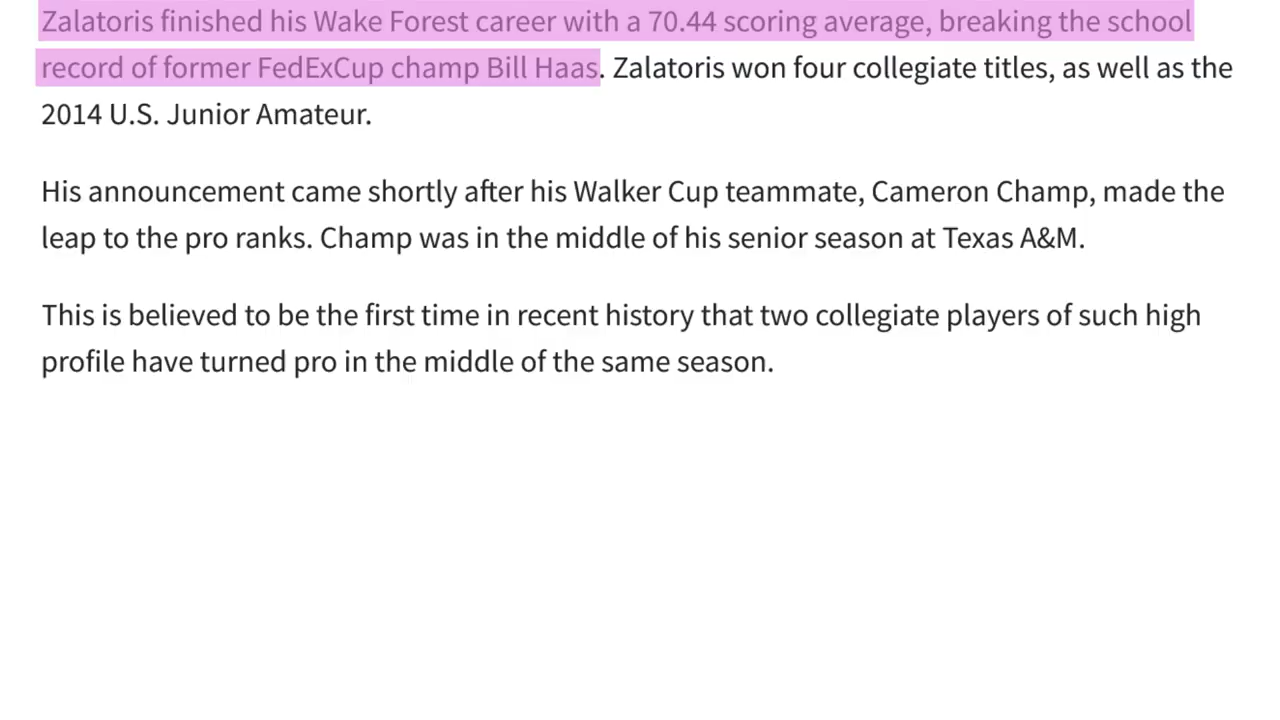 Zalatoris finished his Wake Forest career with a 70.44 scoring average, breaking the school
record of former FedExCup champ Bill Haas. Zalatoris won four collegiate titles, as well as the
2014 U.S. Junior Amateur.
His announcement came shortly after his Walker Cup teammate, Cameron Champ, made the
leap to the pro ranks. Champ was in the middle of his senior season at Texas A&M.
This is believed to be the first time in recent history that two collegiate players of such high
profile have turned pro in the middle of the same season.